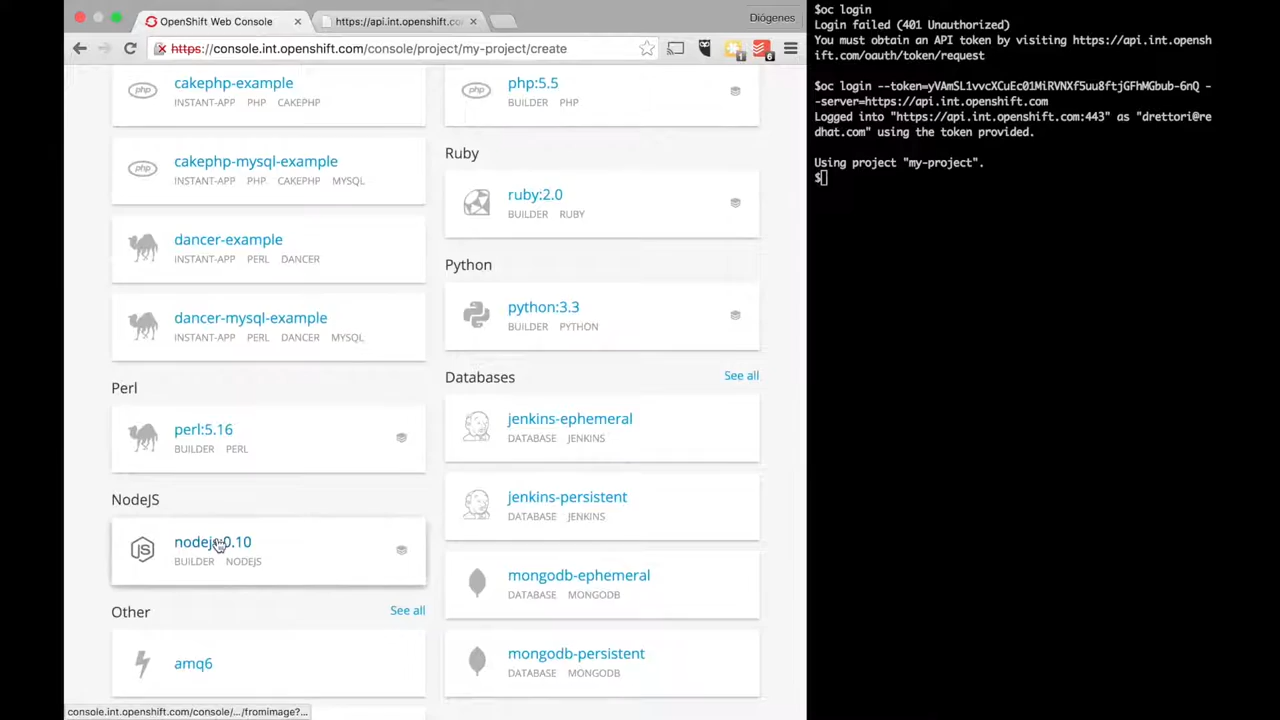 OpenShift Web Console
https://api.int.openshift.co
Diógenes
https://console.int.openshift.com/console/project/my-project/create
1
6
cakephp-example
INSTANT-APP PHP CAKEPHP
cakephp-mysql-example
INSTANT-APP PHP CAKEPHP MYSQL
dancer-example
INSTANT-APP PERL DANCER
dancer-mysql-example
INSTANT-APP PERL DANCER MYSQL
Perl
perl:5.16
BUILDER PERL
NodeJS
nodejs:0.10
BUILDER NODEJS
Other
See all
amq6
php:5.5
BUILDER PHP
Ruby
ruby:2.0
BUILDER RUBY
Python
python:3.3
BUILDER PYTHON
Databases
See all
jenkins-ephemeral
DATABASE JENKINS
jenkins-persistent
DATABASE JENKINS
mongodb-ephemeral
DATABASE MONGODB
mongodb-persistent
DATABASE MONGODB
console.int.openshift.com/console/.../fromimage?...
$oc login
Login failed (401 Unauthorized)
You must obtain an API token by visiting https://api.int.opensh
ift.com/oauth/token/request
$oc login --token=yVAmSL1vvcXCuEc01MiRVNXf5uu8ftjGFhMGbub-6nQ -
-server=https://api.int.openshift.com
Logged into "https://api.int.openshift.com:443" as "drettori@re
dhat.com" using the token provided.
Using project "my-project".
$